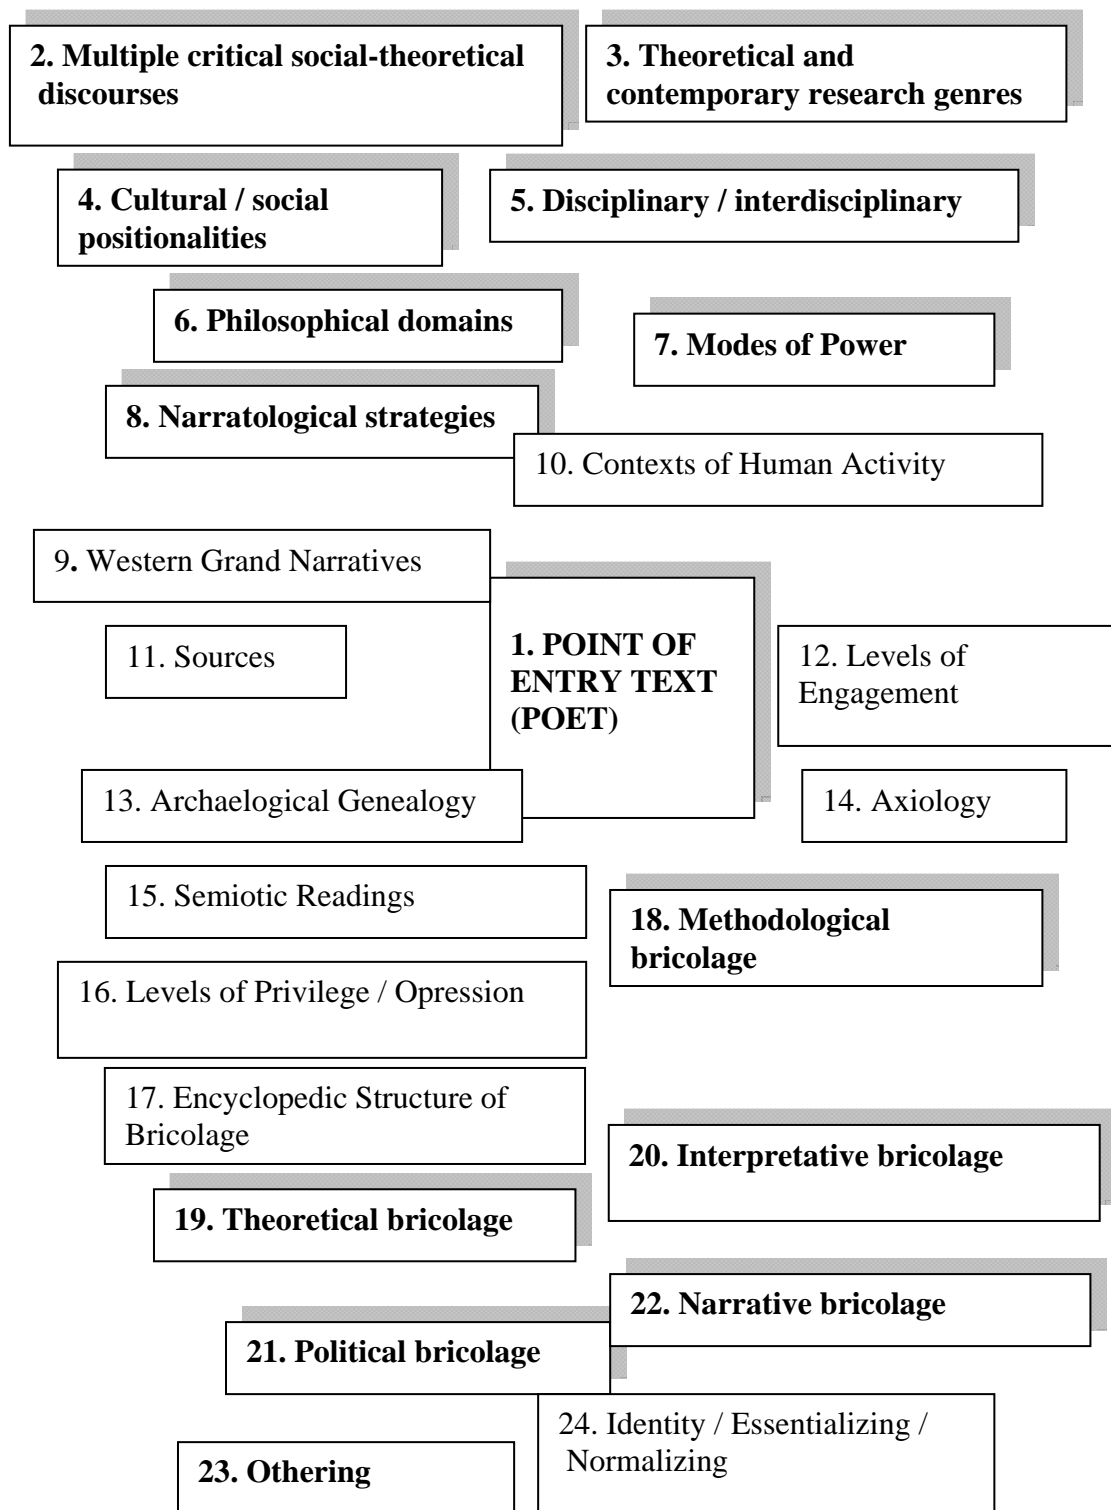 2. Multiple critical social-theoretical
discourses
3. Theoretical and
contemporary research genres
4. Cultural / social
positionalities
5. Disciplinary / interdisciplinary
6. Philosophical domains
7. Modes of Power
8. Narratological strategies
10. Contexts of Human Activity
9. Western Grand Narratives
11. Sources
1. POINT OF
ENTRY TEXT
(POET)
12. Levels of
Engagement
13. Archaelogical Genealogy
14. Axiology
15. Semiotic Readings
18. Methodological
bricolage
16. Levels of Privilege / Opression
17. Encyclopedic Structure of
Bricolage
20. Interpretative bricolage
19. Theoretical bricolage
22. Narrative bricolage
21. Political bricolage
24. Identity / Essentializing /
Normalizing
23. Othering